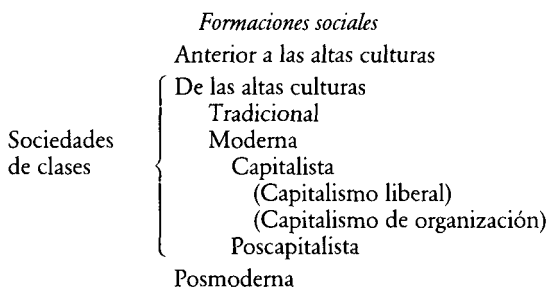 Formaciones sociales
Anterior a las altas culturas
De las altas culturas
Tradicional
Sociedades
de clases
Moderna
Capitalista
(Capitalismo liberal)
(Capitalismo de organización)
Poscapitalista
Posmoderna